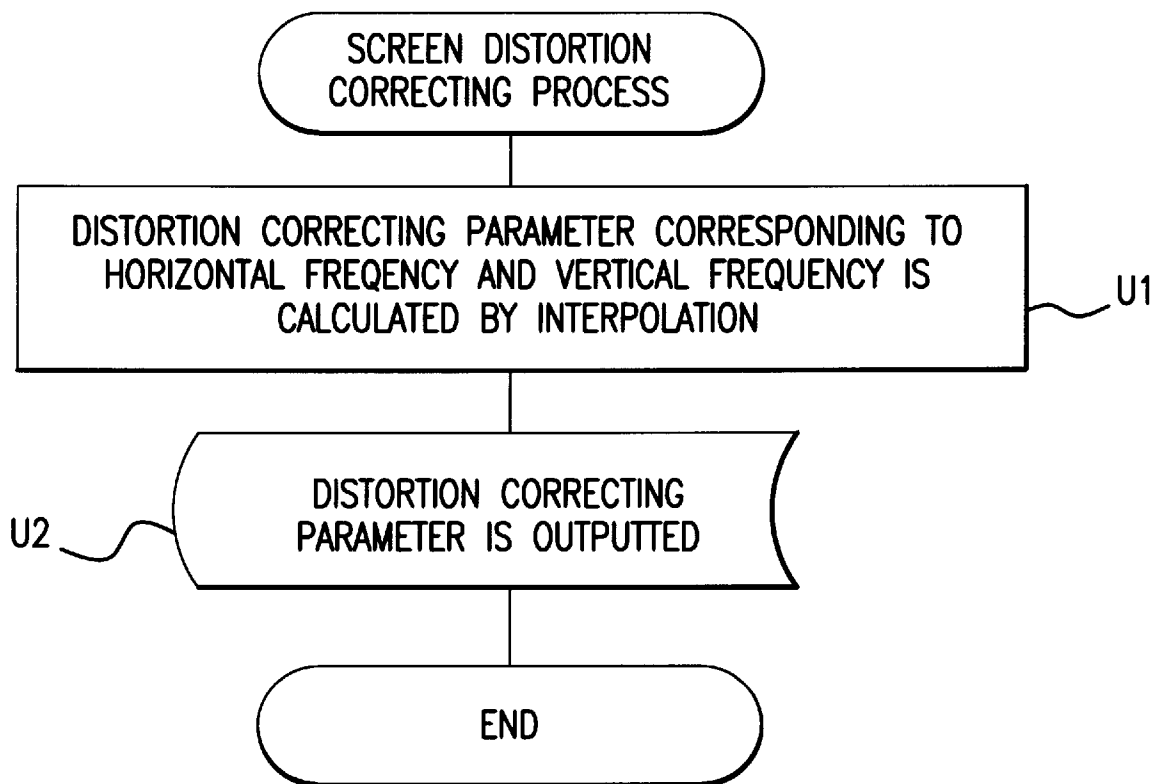 SCREEN DISTORTION
CORRECTING PROCESS
DISTORTION CORRECTING PARAMETER CORRESPONDING TO
HORIZONTAL FREQENCY AND VERTICAL FREQUENCY IS
CALCULATED BY INTERPOLATION
U1
DISTORTION CORRECTING
PARAMETER IS OUTPUTTED
U2
END